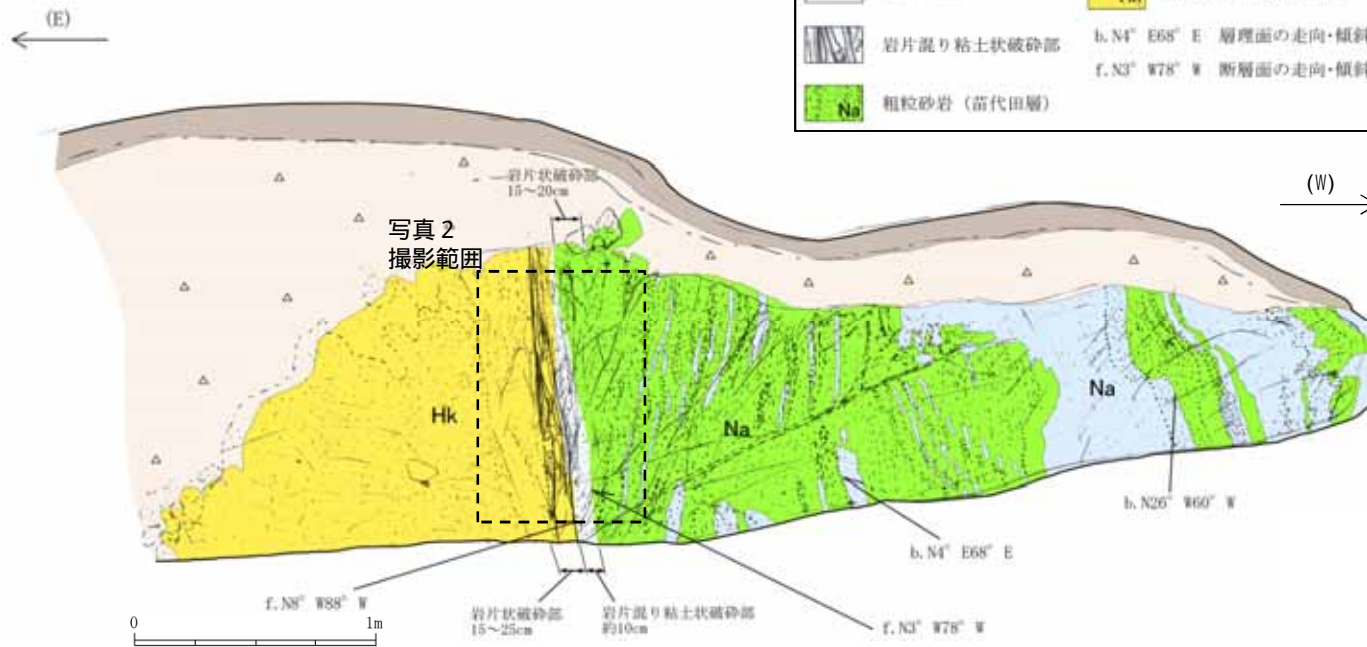 (E)
岩片混り粘土状破砕部
粗粒砂岩（苗代田層）
Na
b.N4° E68° E 層理面の走向・傾斜
f.N3° W78° W 断層面の走向・傾斜
(W)
岩片状破砕部
15～20cm
写真２
撮影範囲
Hk
Na
Na
b.N26° W60° W
b.N4° E68° E
f.N3° W78° W
f.N8° W88° W
岩片状破砕部
15～25cm
岩片混り粘土状破砕部
約10cm
0
1m